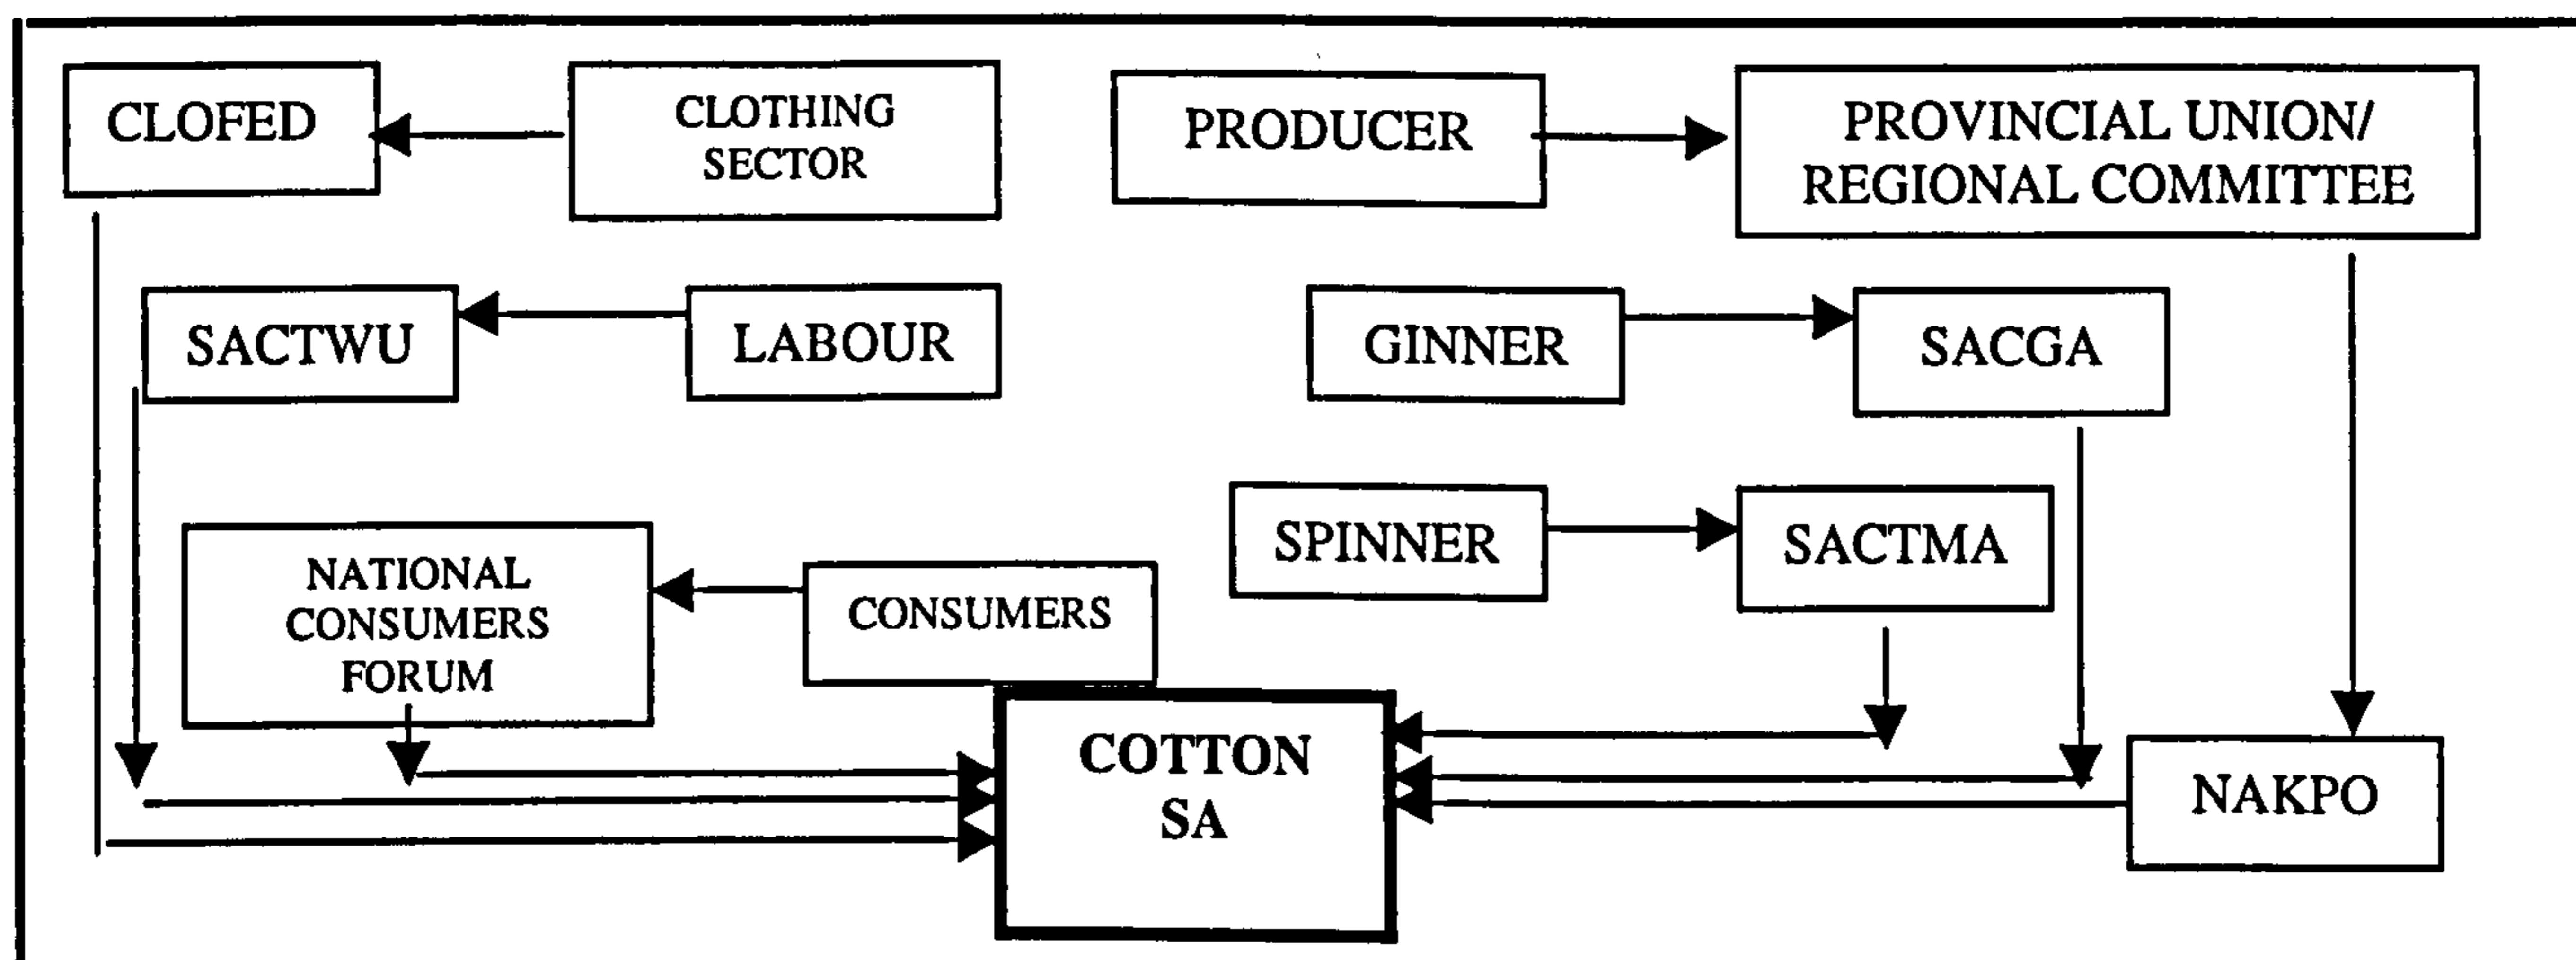 CLOFED
CLOTHING
SECTOR
PRODUCER
PROVINCIAL UNION/
REGIONAL COMMITTEE
SACTWU
LABOUR
GINNER
SACGA
SPINNER
SACTMA
NATIONAL
CONSUMERS
FORUM
CONSUMERS
COTTON
SA
NAKPO